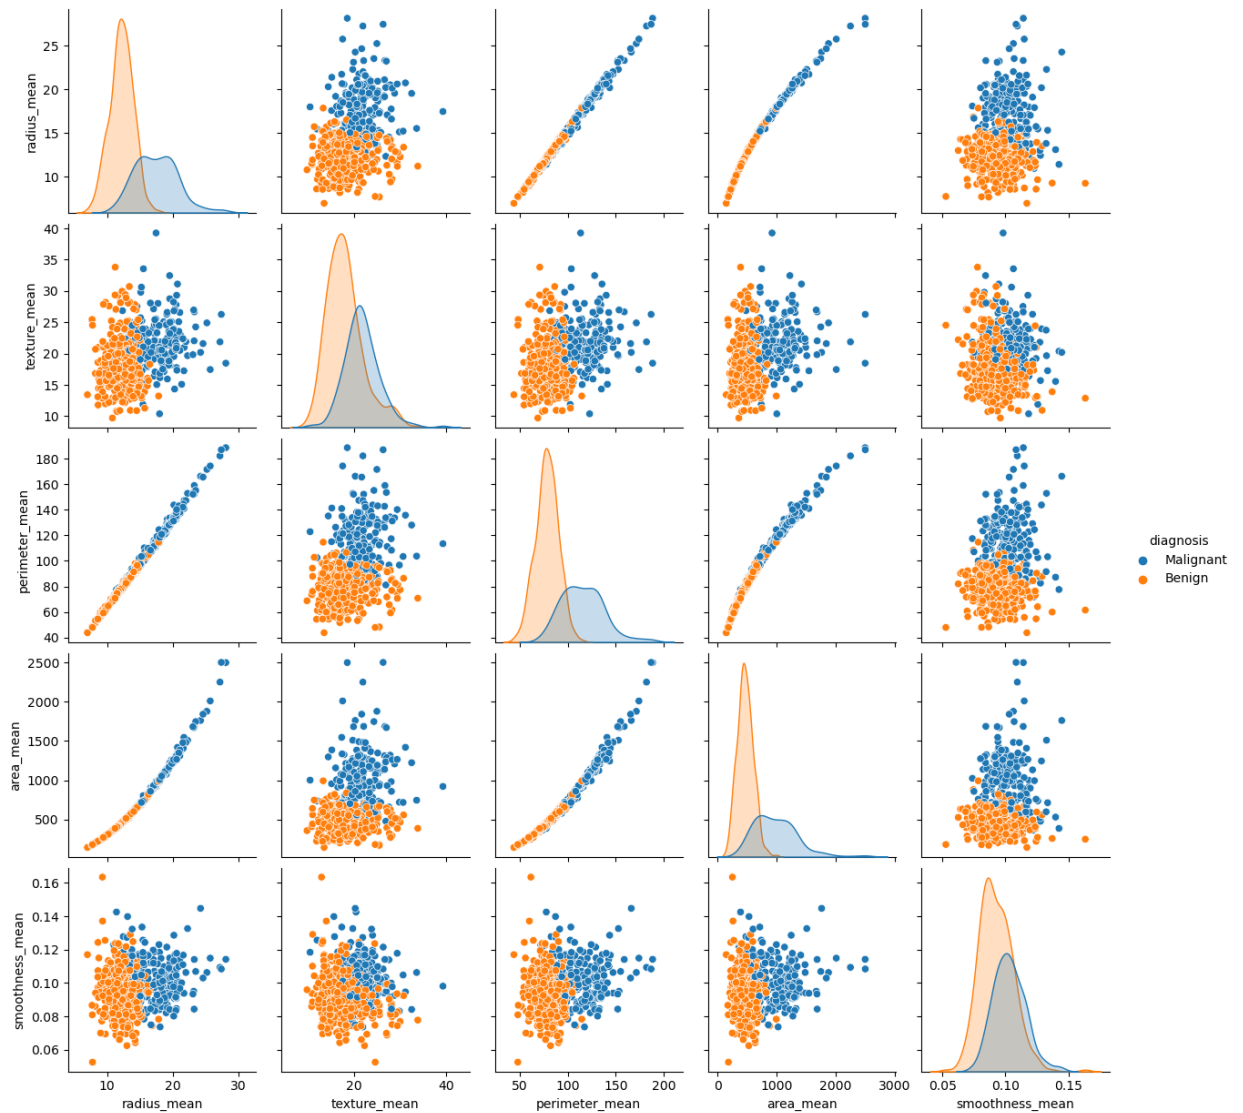 radius_mean
25
20
15
10
texture_mean
40
35
30
25
20
15
10
perimeter_mean
180
160
140
120
100
80
60
40
diagnosis
Malignant
Benign
area_mean
2500
2000
1500
1000
500
smoothness_mean
0.16
0.14
0.12
0.10
0.08
0.06
10 20 30
20 40
50 100 150 200
0 1000 2000 3000
0.05 0.10 0.15
radius_mean texture_mean perimeter_mean area_mean smoothness_mean